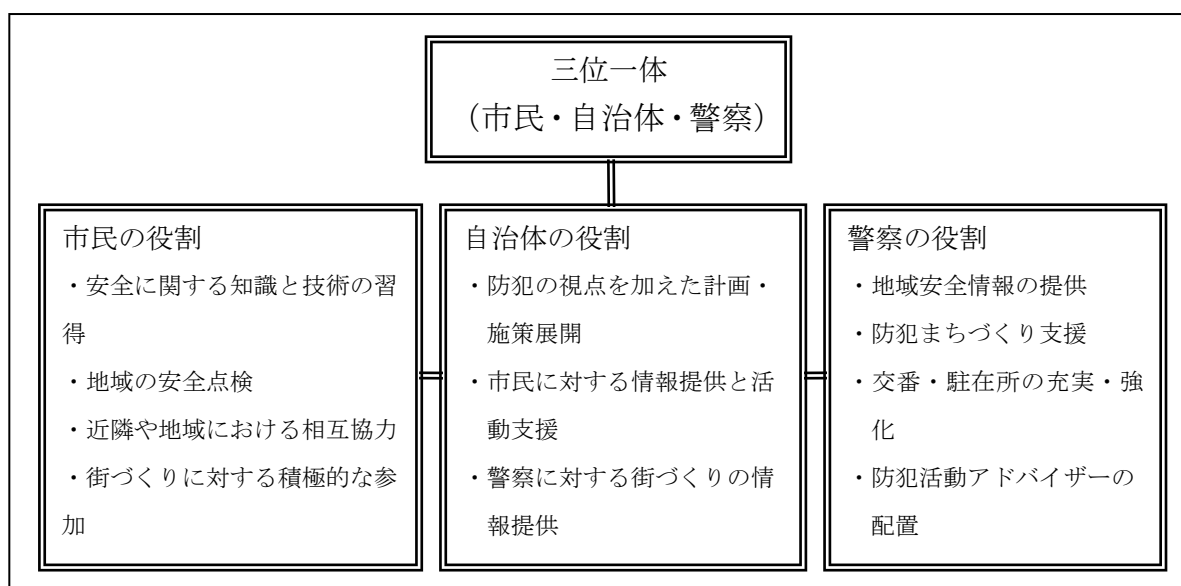 三位一体
(市民・自治体・警察)
市民の役割
・安全に関する知識と技術の習
得
・地域の安全点検
・近隣や地域における相互協力
・街づくりに対する積極的な参
加
自治体の役割
・防犯の視点を加えた計画・
施策展開
・市民に対する情報提供と活
動支援
・警察に対する街づくりの情
報提供
警察の役割
・地域安全情報の提供
・防犯まちづくり支援
・交番・駐在所の充実・強
化
・防犯活動アドバイザーの
配置